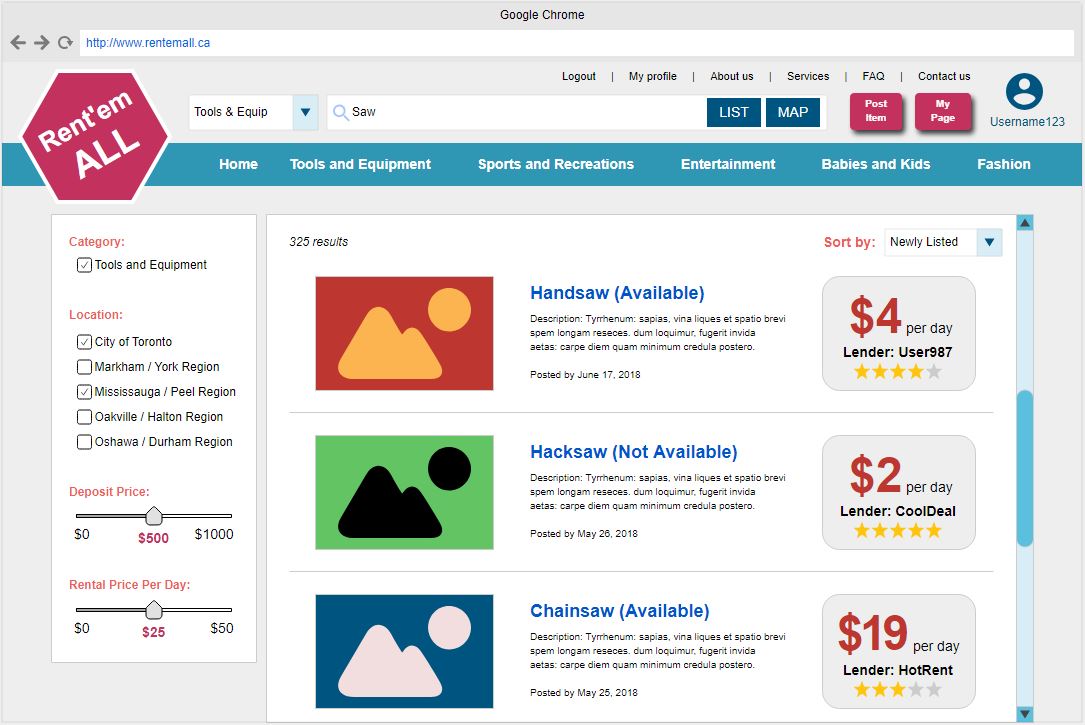 Google Chrome
http://www.rentemall.ca
Logout | My profile | About us | Services | FAQ | Contact us
Rent'em
ALL
Tools & Equip
Saw
LIST
MAP
Post
Item
My
Page
Username123
Home
Tools and Equipment
Sports and Recreations
Entertainment
Babies and Kids
Fashion
Category:
Tools and Equipment
Location:
City of Toronto
Markham / York Region
Mississauga / Peel Region
Oakville / Halton Region
Oshawa / Durham Region
Deposit Price:
$0
$500
$1000
Rental Price Per Day:
$0
$25
$50
325 results
Sort by:
Newly Listed
Handsaw (Available)
Description: Tyrrhenum: sapias, vina liques et spatio brevi
spem longam reseces. dum loquimur, fugerit invida
aetas: carpe diem quam minimum credula postero.
Posted by June 17, 2018
$4 per day
Lender: User987
Hacksaw (Not Available)
Description: Tyrrhenum: sapias, vina liques et spatio brevi
spem longam reseces. dum loquimur, fugerit invida
aetas: carpe diem quam minimum credula postero.
Posted by May 26, 2018
$2 per day
Lender: CoolDeal
Chainsaw (Available)
Description: Tyrrhenum: sapias, vina liques et spatio brevi
spem longam reseces. dum loquimur, fugerit invida
aetas: carpe diem quam minimum credula postero.
Posted by May 25, 2018
$19 per day
Lender: HotRent